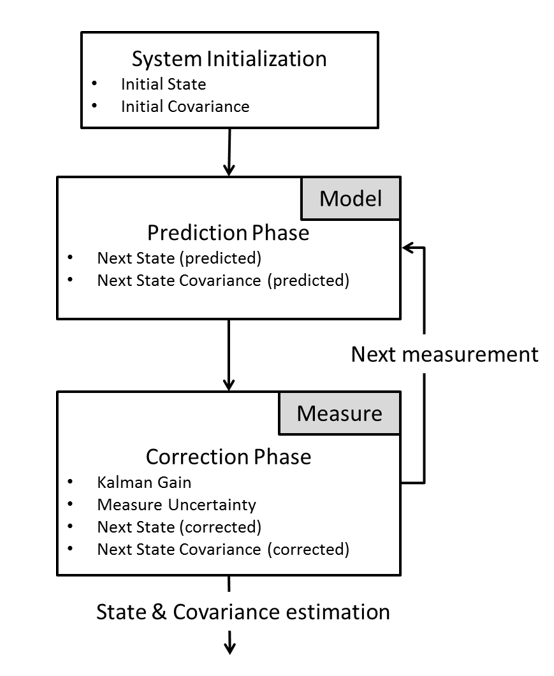 System Initialization
• Initial State
• Initial Covariance
Model
Prediction Phase
• Next State (predicted)
• Next State Covariance (predicted)
Next measurement
Measure
Correction Phase
• Kalman Gain
• Measure Uncertainty
• Next State (corrected)
• Next State Covariance (corrected)
State & Covariance estimation